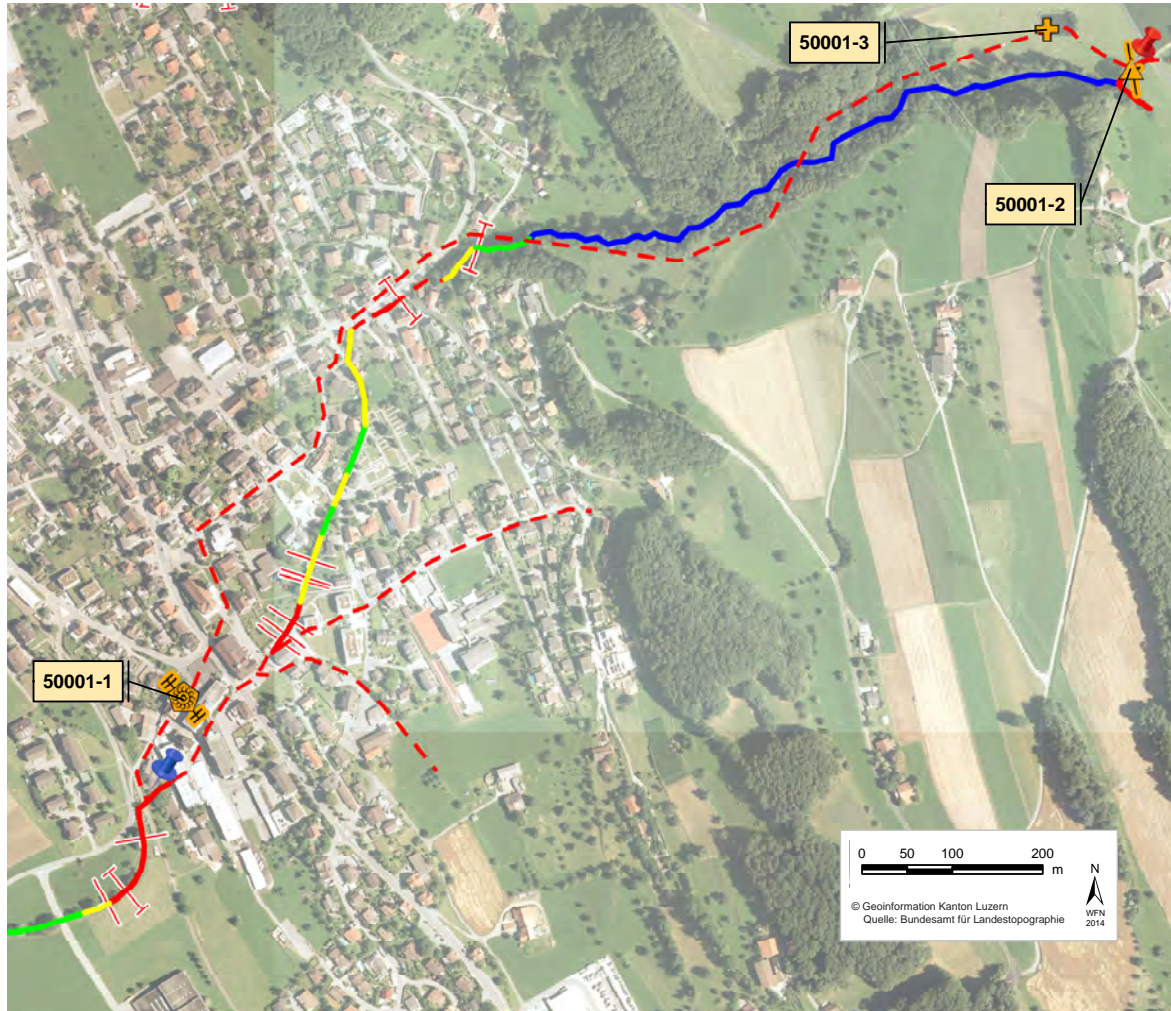 50001-3
50001-2
50001-1
0 50 100 200
m
N
© Geoinformation Kanton Luzern
Quelle: Bundesamt für Landestopographie
WFN
2014